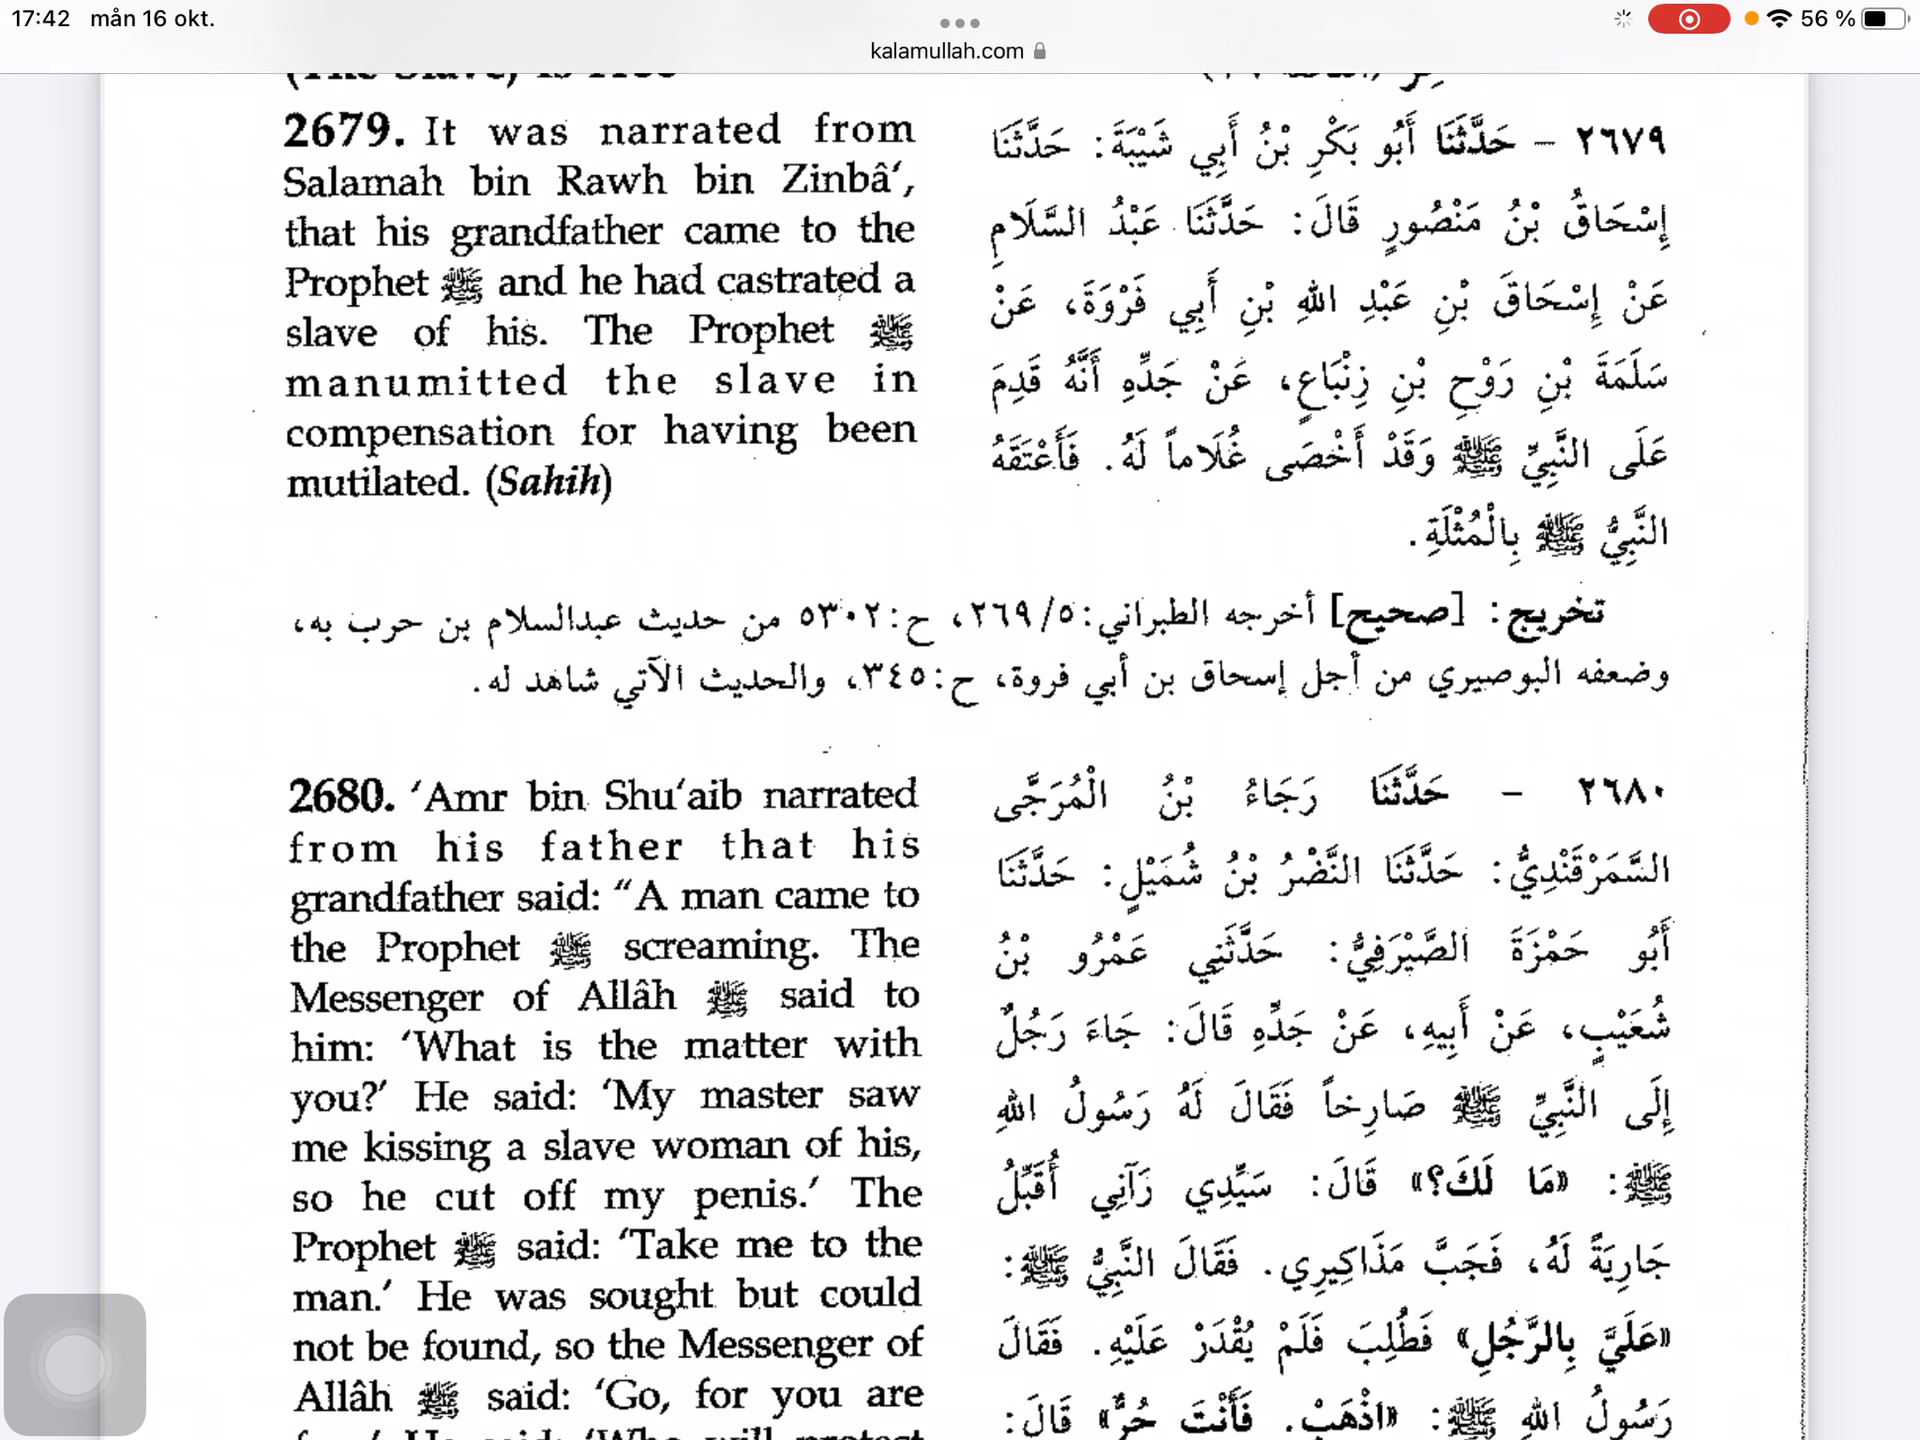 17:42 mån 16 okt.
56 %
kalamullah.com
(The Slave) is Free
2679. It was narrated from
Salamah bin Rawh bin Zinbâ',
that his grandfather came to the
Prophet ﷺ and he had castrated a
slave of his. The Prophet ﷺ
manumitted the slave in
compensation for having been
mutilated. (Sahih)
٢٦٧٩ – حَدَّثَنَا أَبُو بَكْرِ بْنُ أَبِي شَيْبَةَ: حَدَّثَنَا
إِسْحَاقُ بْنُ مَنْصُورٍ قَالَ: حَدَّثَنَا عَبْدُ السَّلَامِ
عَنْ إِسْحَاقَ بْنِ عَبْدِ اللهِ بْنِ أَبِي فَرْوَةَ، عَنْ
سَلَمَةَ بْنِ رَوْحِ بْنِ زِنْبَاعٍ، عَنْ جَدِّهِ أَنَّهُ قَدِمَ
عَلَى النَّبِيِّ ﷺ وَقَدْ أَخْصَى غُلَاماً لَهُ. فَأَعْتَقَهُ
النَّبِيُّ ﷺ بِالْمُثْلَةِ.
تخريج: [صحيح] أخرجه الطبراني: ٢٦٩/٥، ح: ٥٣٠٢ من حديث عبدالسلام بن حرب به،
وضعفه البوصيري من أجل إسحاق بن أبي فروة، ح: ٣٤٥، والحديث الآتي شاهد له.
2680. 'Amr bin Shu'aib narrated
from his father that his
grandfather said: "A man came to
the Prophet ﷺ screaming. The
Messenger of Allâh ﷺ said to
him: 'What is the matter with
you?' He said: 'My master saw
me kissing a slave woman of his,
so he cut off my penis.' The
Prophet ﷺ said: 'Take me to the
man.' He was sought but could
not be found, so the Messenger of
Allâh ﷺ said: 'Go, for you are
He said: 'Who will protect
٢٦٨٠ – حَدَّثَنَا رَجَاءُ بْنُ الْمُرَجَّى
السَّمَرْقَنْدِيُّ: حَدَّثَنَا النَّضْرُ بْنُ شُمَيْلٍ: حَدَّثَنَا
أَبُو حَمْزَةَ الصَّيْرَفِيُّ: حَدَّثَنِي عَمْرُو بْنُ
شُعَيْبٍ، عَنْ أَبِيهِ، عَنْ جَدِّهِ قَالَ: جَاءَ رَجُلٌ
إِلَى النَّبِيِّ ﷺ صَارِخاً فَقَالَ لَهُ رَسُولُ اللهِ
ﷺ: «مَا لَكَ؟» قَالَ: سَيِّدِي رَآنِي أُقَبِّلُ
جَارِيَةً لَهُ، فَجَبَّ مَذَاكِيرِي. فَقَالَ النَّبِيُّ ﷺ:
«عَلَيَّ بِالرَّجُلِ» فَطُلِبَ فَلَمْ يُقْدَرْ عَلَيْهِ. فَقَالَ
رَسُولُ اللهِ ﷺ: «اذْهَبْ. فَأَنْتَ حُرٌّ» قَالَ: